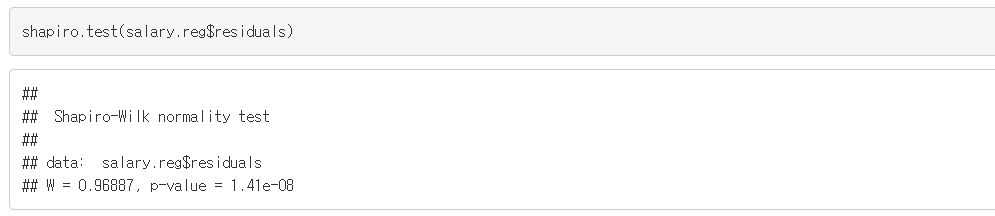 shapiro.test(salary.reg$residuals)
##
##  Shapiro-Wilk normality test
##
## data:  salary.reg$residuals
## W = 0.96887, p-value = 1.41e-08